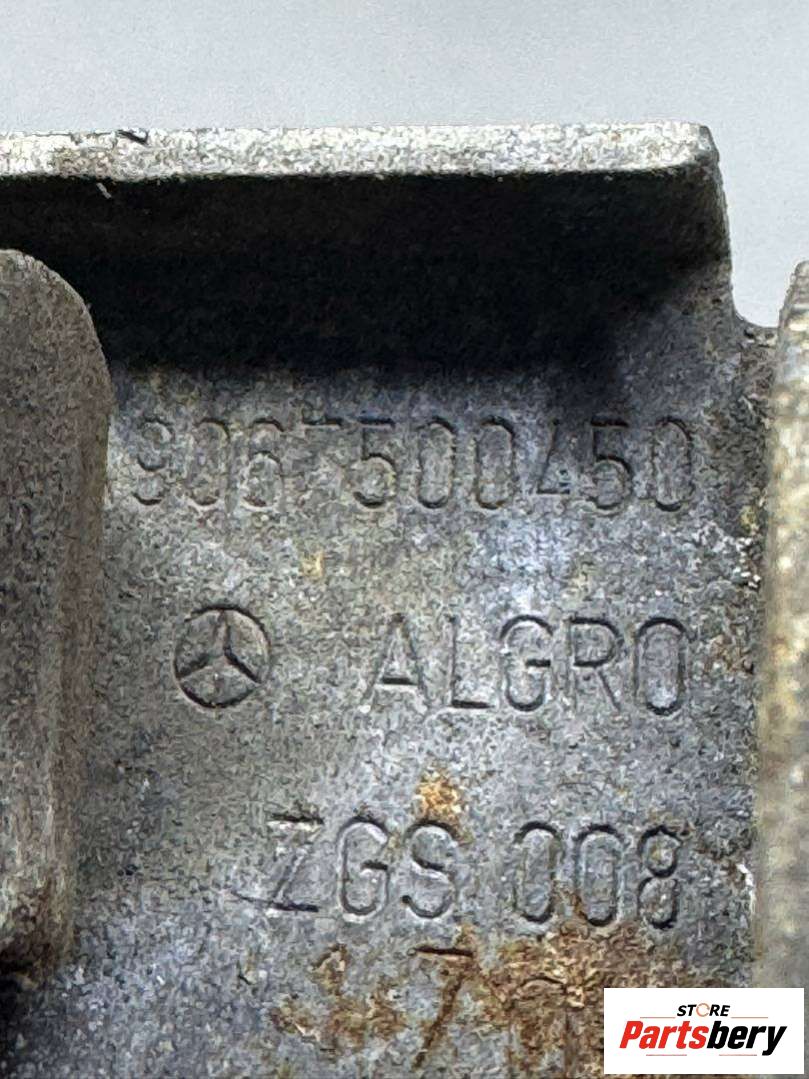 9067500450
ALGRO
ZGS 008
STORE
Partsbery